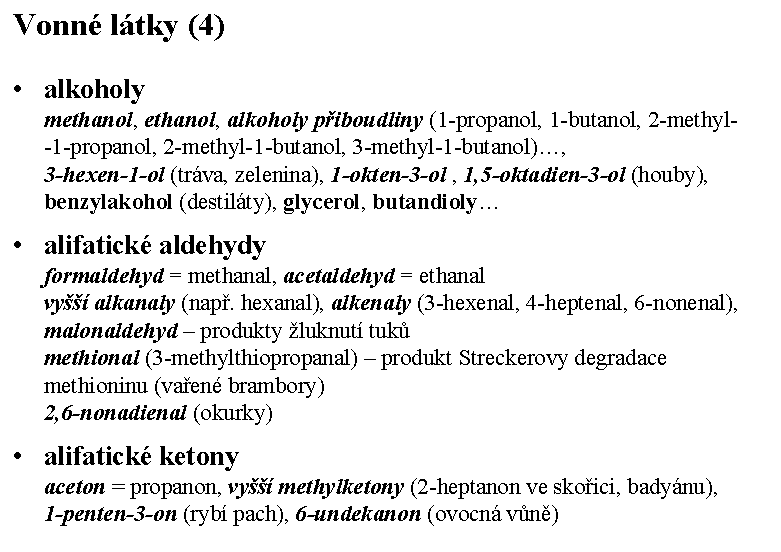 Vonné látky (4)
• alkoholy
methanol, ethanol, alkoholy přiboudliny (1-propanol, 1-butanol, 2-methyl-
-1-propanol, 2-methyl-1-butanol, 3-methyl-1-butanol)…,
3-hexen-1-ol (tráva, zelenina), 1-okten-3-ol , 1,5-oktadien-3-ol (houby),
benzylakohol (destiláty), glycerol, butandioly…
• alifatické aldehydy
formaldehyd = methanal, acetaldehyd = ethanal
vyšší alkanaly (např. hexanal), alkenaly (3-hexenal, 4-heptenal, 6-nonenal),
malonaldehyd – produkty žluknutí tuků
methional (3-methylthiopropanal) – produkt Streckerovy degradace
methioninu (vařené brambory)
2,6-nonadienal (okurky)
• alifatické ketony
aceton = propanon, vyšší methylketony (2-heptanon ve skořici, badyánu),
1-penten-3-on (rybí pach), 6-undekanon (ovocná vůně)